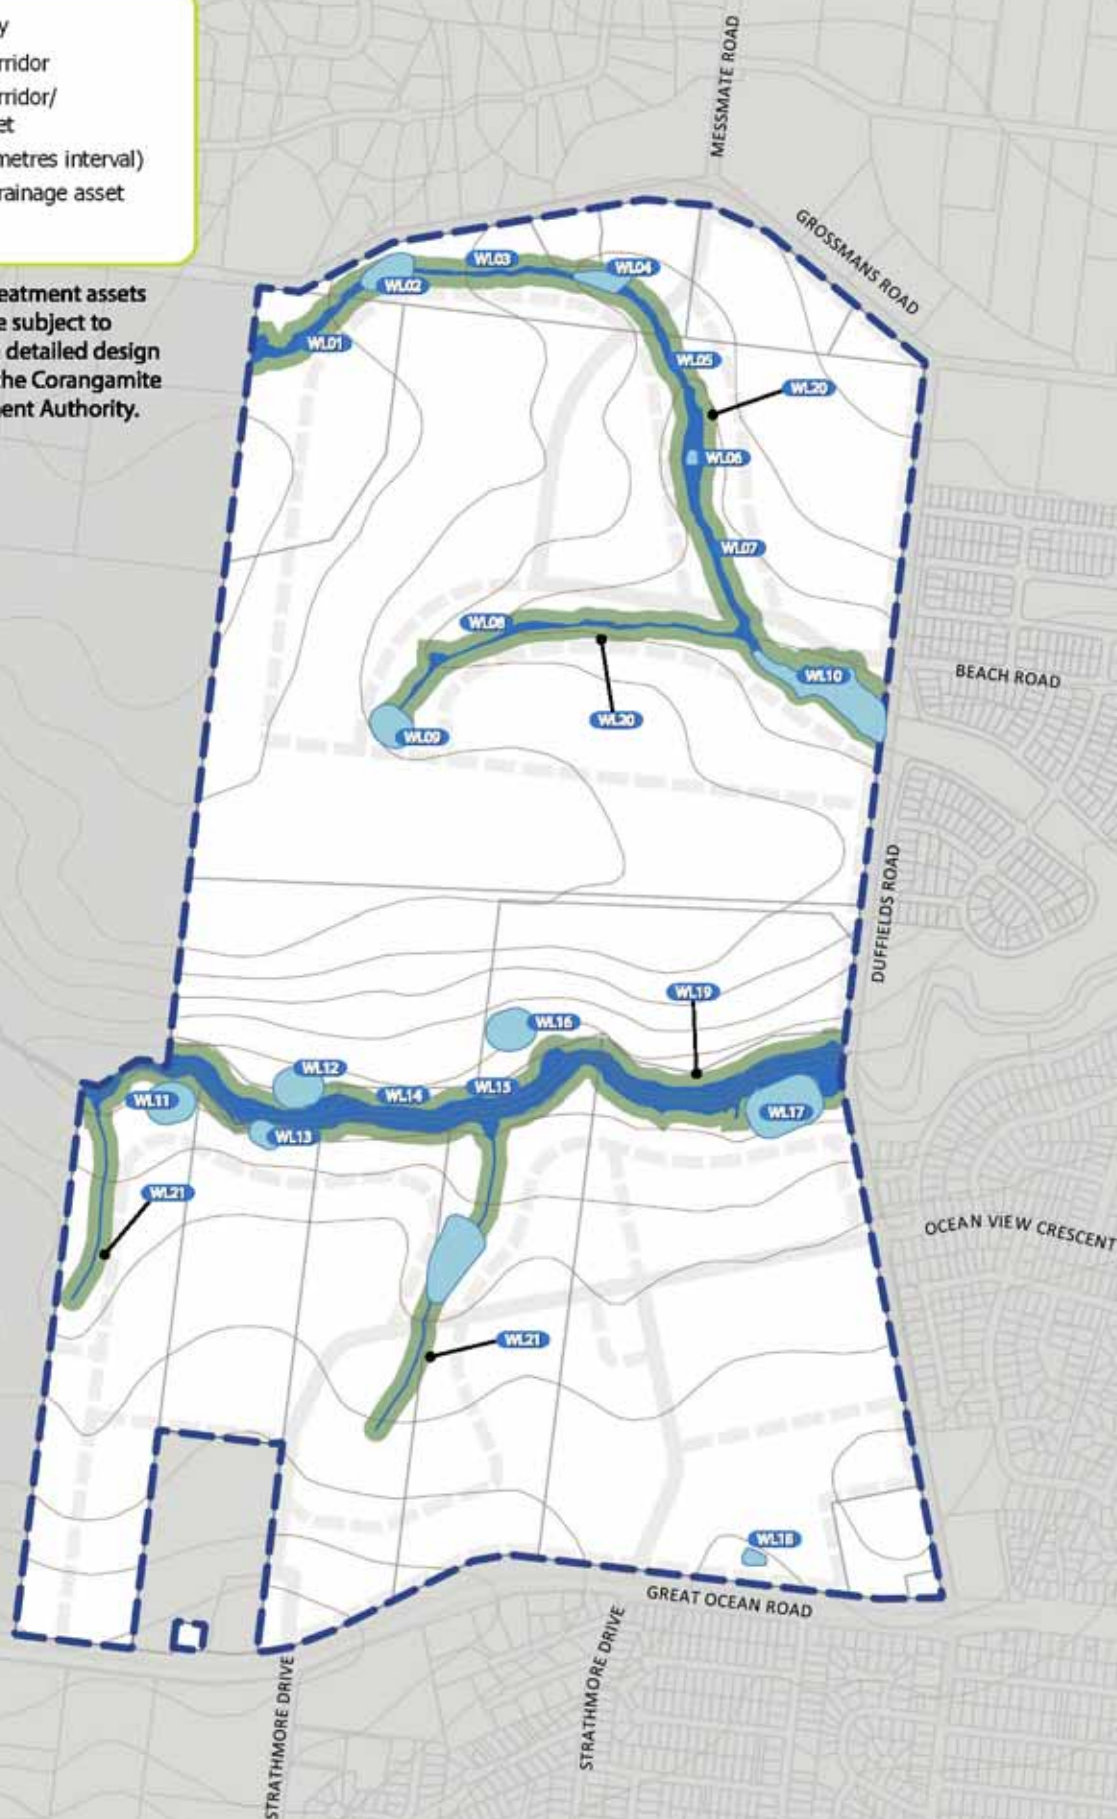 y
rridor
rridor/
et
metres interval)
rainage asset
eatment assets
e subject to
detailed design
the Corangamite
ent Authority.
MESSMATE ROAD
GROSSMANS ROAD
WL03
WL04
WL02
WL01
WL05
WL20
WL06
WL07
WL08
BEACH ROAD
WL10
WL20
WL09
DUFFIELDS ROAD
WL19
WL16
WL12
WL14
WL15
WL11
WL17
WL13
WL21
OCEAN VIEW CRESCENT
WL21
WL18
GREAT OCEAN ROAD
STRATHMORE DRIVE
STRATHMORE DRIVE